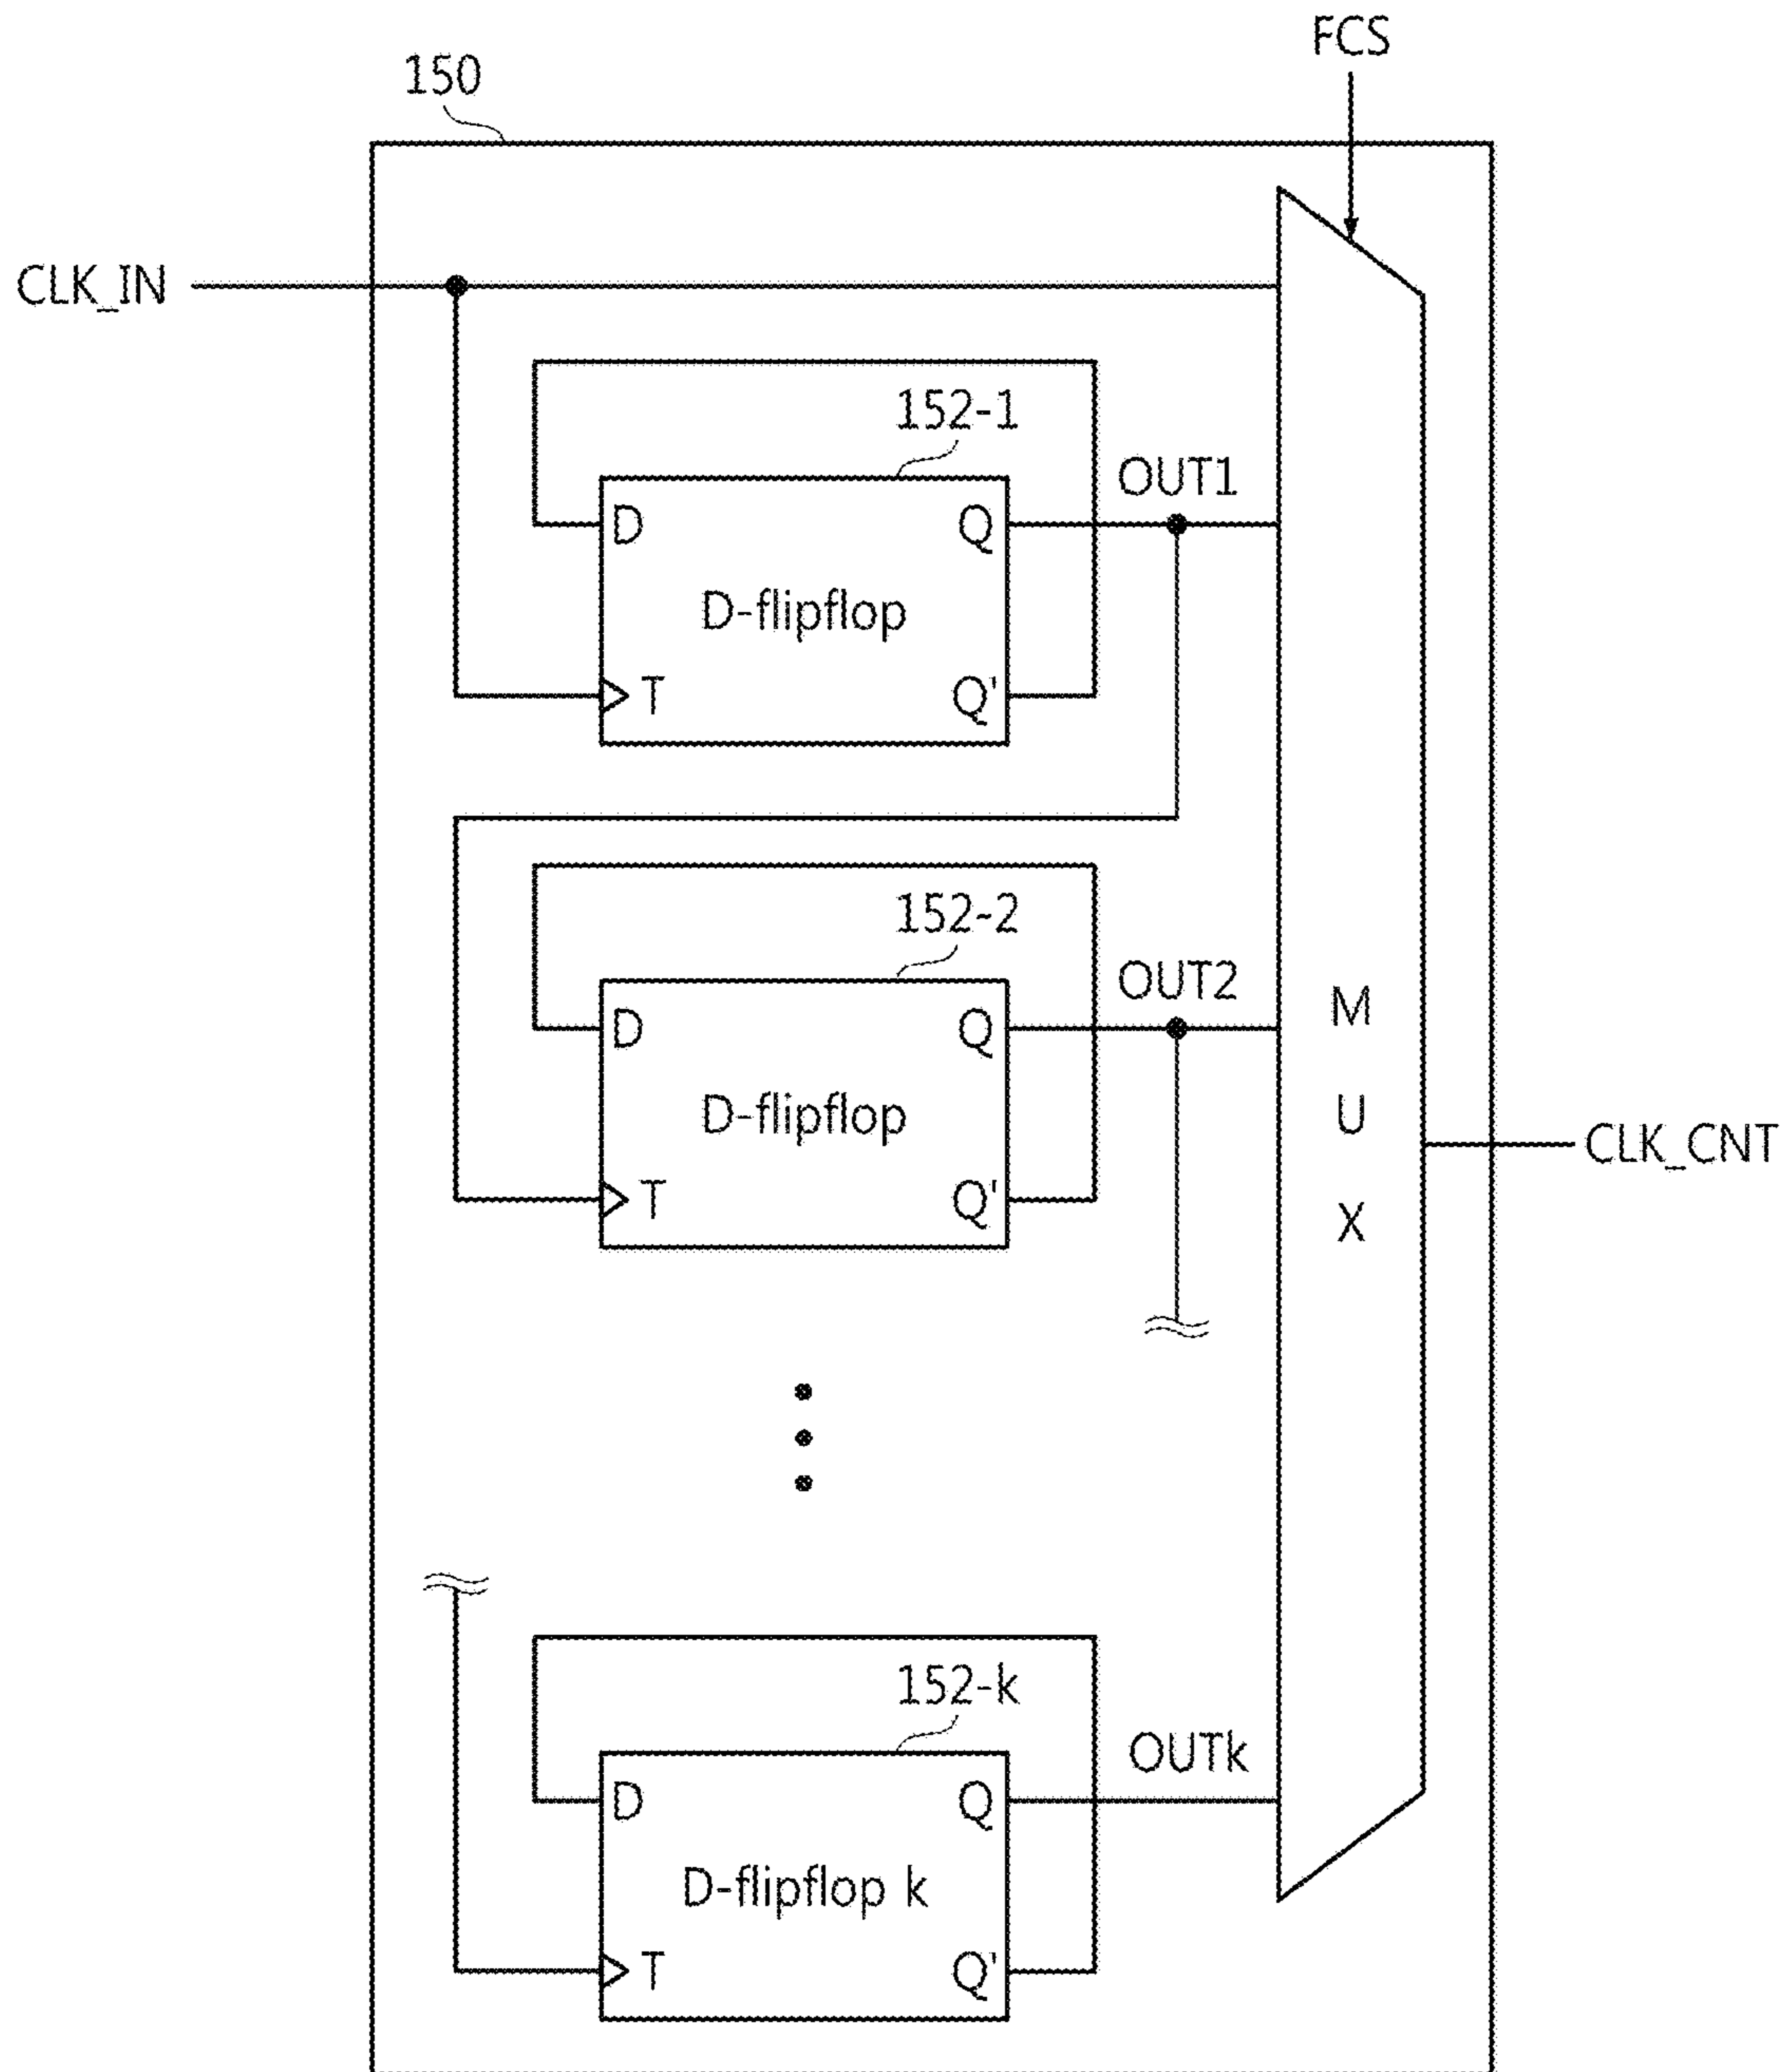 FCS
150
CLK_IN
152-1
OUT1
D
Q
D-flipflop
T
Q'
152-2
OUT2
D
Q
D-flipflop
T
Q'
M
U
X
CLK_CNT
152-k
OUTk
D
Q
D-flipflop k
T
Q'